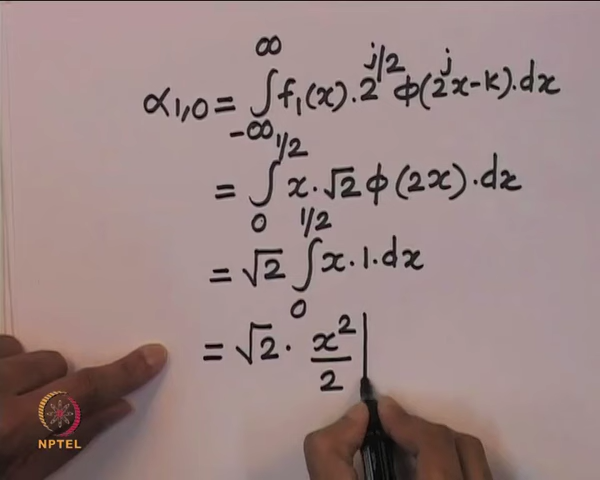 α₁,₀ = ∫_{-∞}^{∞} f₁(x) · 2^{j/2} ϕ(2^j x - k) · dx
= ∫_{0}^{1/2} x · √2 ϕ(2x) · dx
= √2 ∫_{0}^{1/2} x · 1 · dx
= √2 · x²/2 |
NPTEL